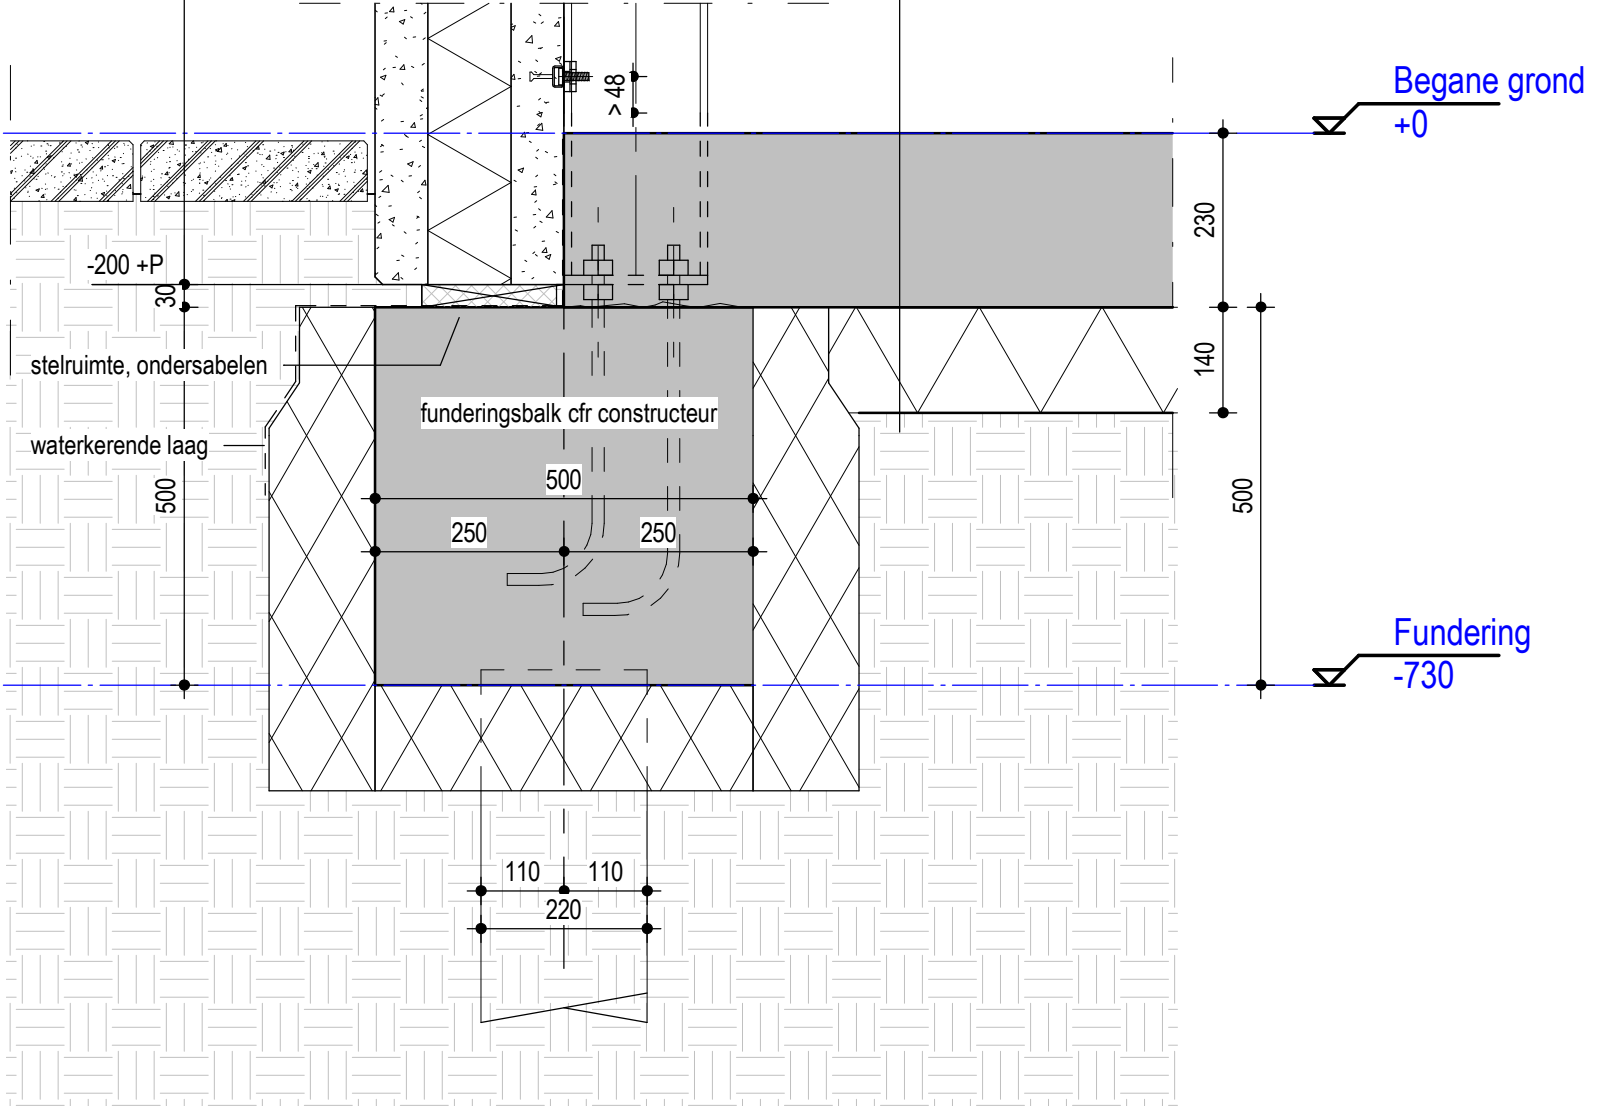 Begane grond
+0
> 48
230
-200 +P
30
140
stelruimte, ondersabelen
funderingsbalk cfr constructeur
waterkerende laag
500
500
500
250
250
Fundering
-730
110
110
220